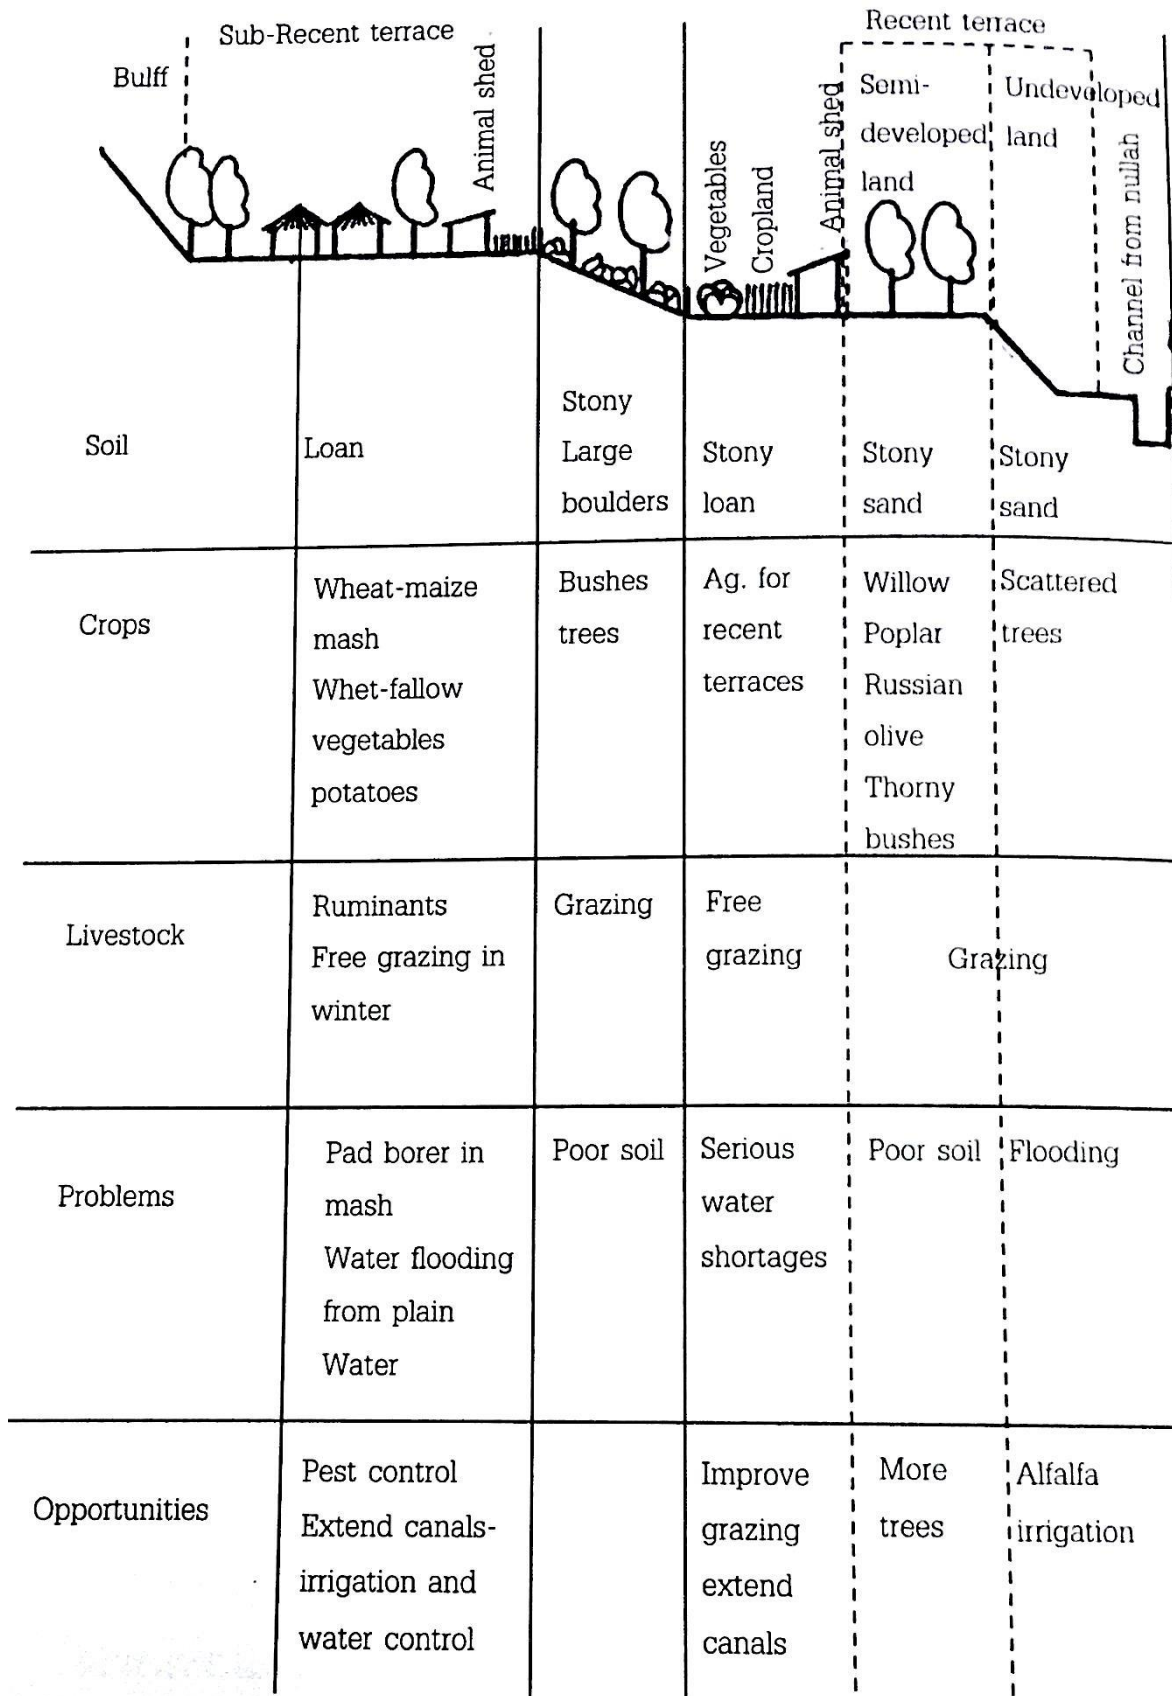 Sub-Recent terrace
Recent terrace
Bulff
Animal shed
Vegetables
Cropland
Animal shed
Semi-
developed
land
Undeveloped
land
Channel from nullah
Soil
Loan
Stony
Large
boulders
Stony
loan
Stony
sand
Stony
sand
Crops
Wheat-maize
mash
Whet-fallow
vegetables
potatoes
Bushes
trees
Ag. for
recent
terraces
Willow
Poplar
Russian
olive
Thorny
bushes
Scattered
trees
Livestock
Ruminants
Free grazing in
winter
Grazing
Free
grazing
Grazing
Problems
Pad borer in
mash
Water flooding
from plain
Water
Poor soil
Serious
water
shortages
Poor soil
Flooding
Opportunities
Pest control
Extend canals-
irrigation and
water control
Improve
grazing
extend
canals
More
trees
Alfalfa
irrigation